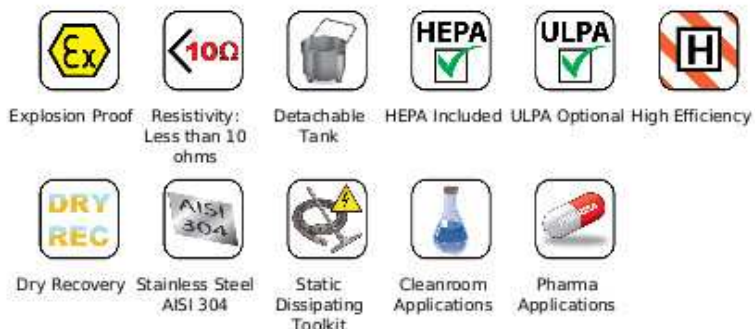 Ex
<10Ω
HEPA
ULPA
H
Explosion Proof
Resistivity:
Less than 10
ohms
Detachable
Tank
HEPA Included
ULPA Optional
High Efficiency
DRY
REC
AISI
304
Dry Recovery
Stainless Steel
AISI 304
Static
Dissipating
Toolkit
Cleanroom
Applications
Pharma
Applications